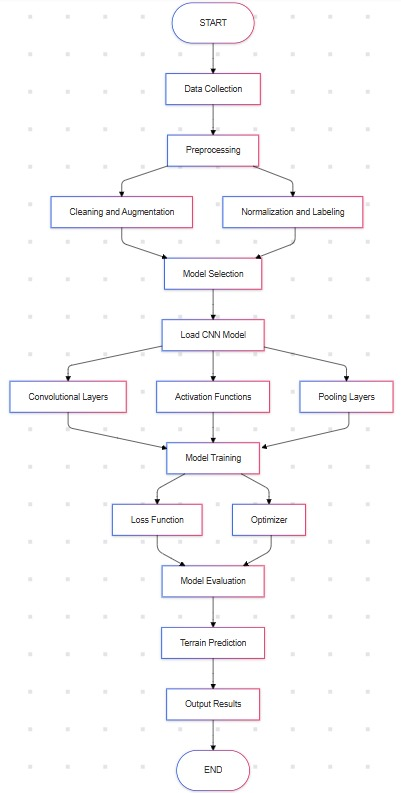 START
Data Collection
Preprocessing
Cleaning and Augmentation
Normalization and Labeling
Model Selection
Load CNN Model
Convolutional Layers
Activation Functions
Pooling Layers
Model Training
Loss Function
Optimizer
Model Evaluation
Terrain Prediction
Output Results
END